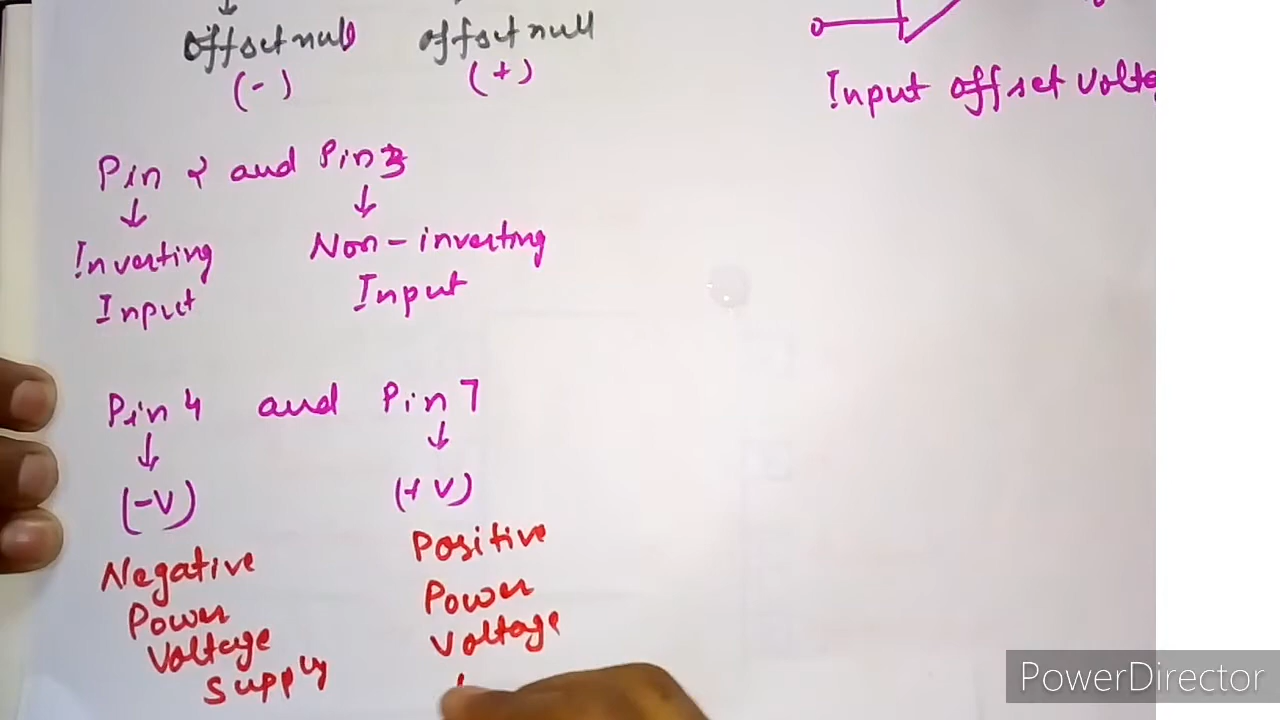 offset null offset null
(-) (+)
Input offset volta
Pin 2 and Pin 3
Inverting Non-inverting
Input Input
Pin 4 and Pin 7
(-V) (+V)
Negative Positive
Power Power
Voltage Voltage
supply
PowerDirector